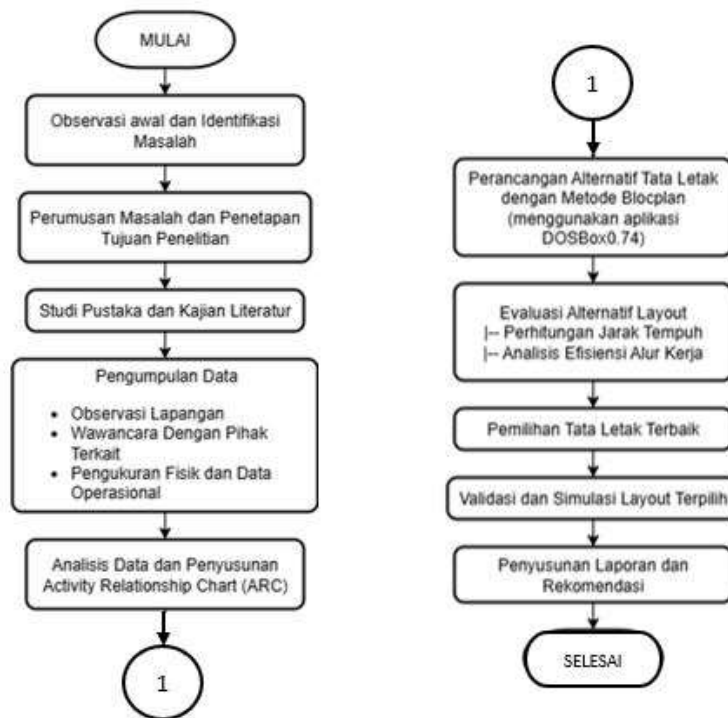 MULAI
Observasi awal dan Identifikasi
Masalah
Perumusan Masalah dan Penetapan
Tujuan Penelitian
Studi Pustaka dan Kajian Literatur
Pengumpulan Data
• Observasi Lapangan
• Wawancara Dengan Pihak
Terkait
• Pengukuran Fisik dan Data
Operasional
Analisis Data dan Penyusunan
Activity Relationship Chart (ARC)
1
1
Perancangan Alternatif Tata Letak
dengan Metode Blocplan
(menggunakan aplikasi
DOSBox0.74)
Evaluasi Alternatif Layout
|-- Perhitungan Jarak Tempuh
|-- Analisis Efisiensi Alur Kerja
Pemilihan Tata Letak Terbaik
Validasi dan Simulasi Layout Terpilih
Penyusunan Laporan dan
Rekomendasi
SELESAI